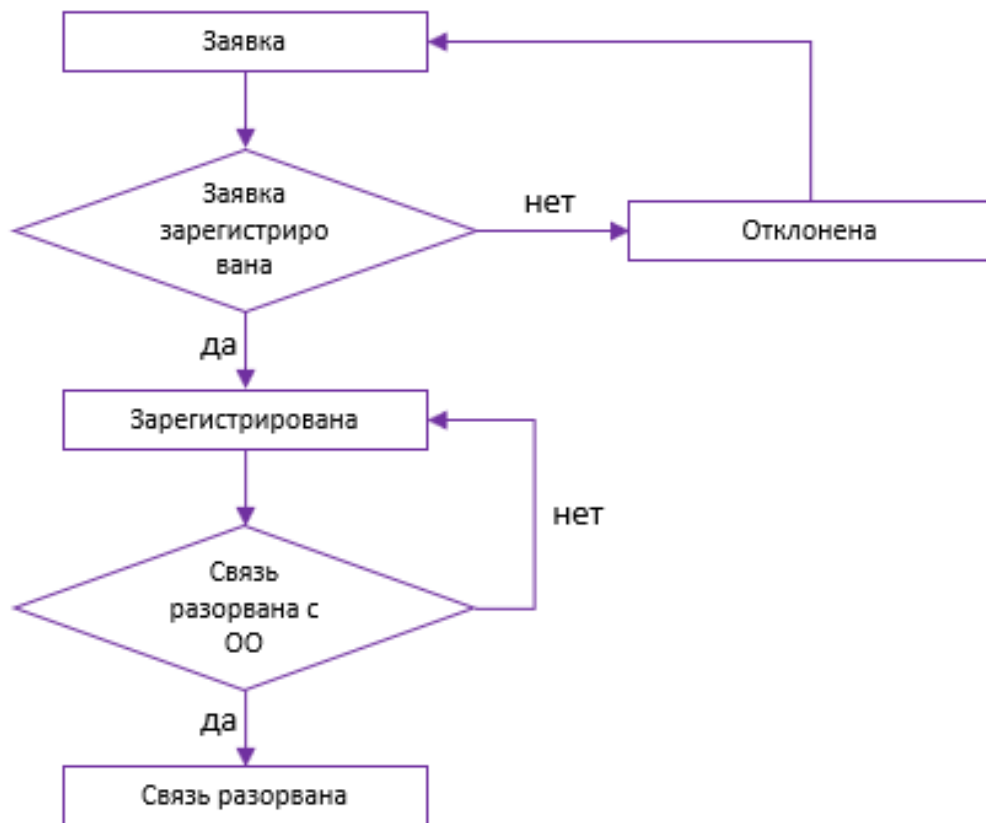 Заявка
Заявка
зарегистриро
вана
нет
Отклонена
да
Зарегистрирована
нет
Связь
разорвана с
ОО
да
Связь разорвана